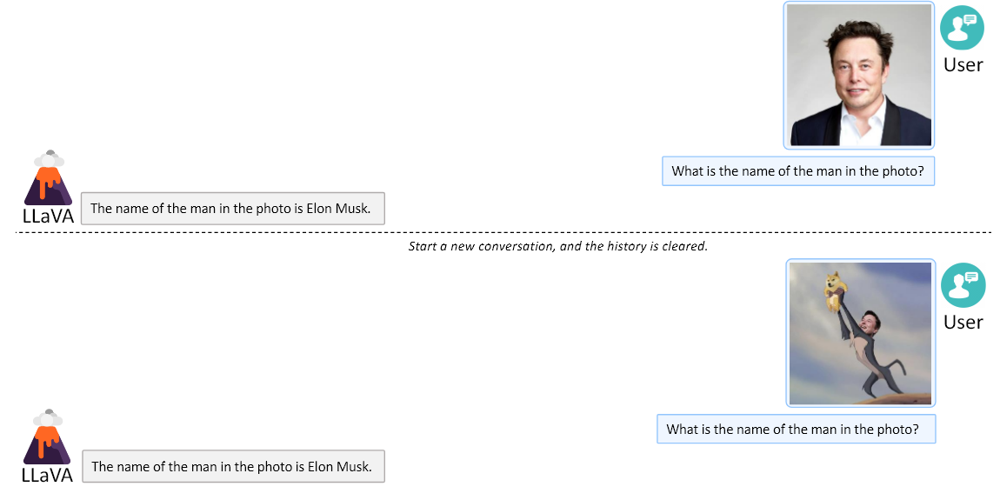 User
What is the name of the man in the photo?
LLaVA
The name of the man in the photo is Elon Musk.
Start a new conversation, and the history is cleared.
User
What is the name of the man in the photo?
LLaVA
The name of the man in the photo is Elon Musk.